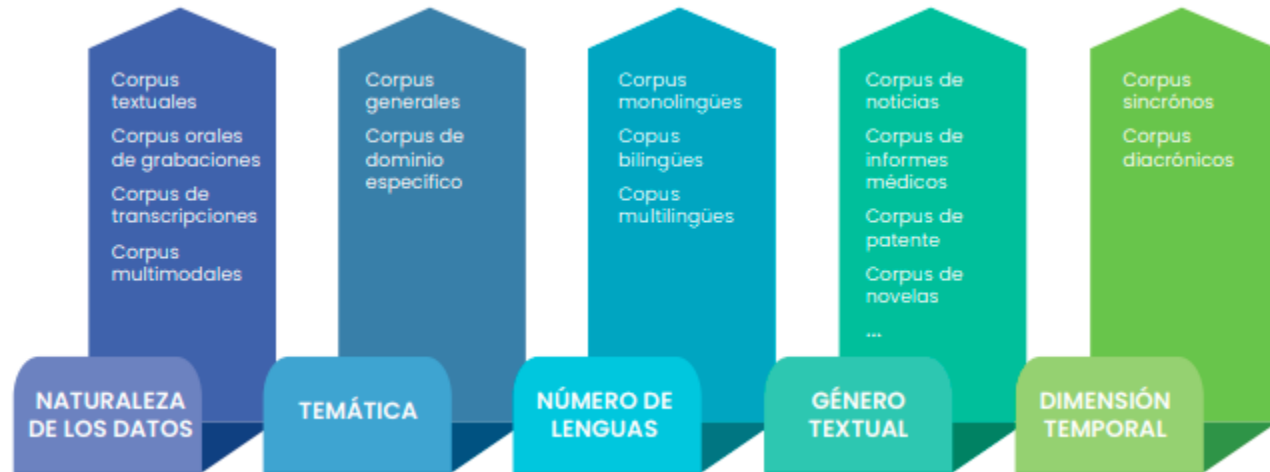 Corpus
textuales
Corpus orales
de grabaciones
Corpus de
transcripciones
Corpus
multimodales
NATURALEZA
DE LOS DATOS
Corpus
generales
Corpus de
dominio
específico
TEMÁTICA
Corpus
monolingües
Copus
bilingües
Copus
multilingües
NÚMERO DE
LENGUAS
Corpus de
noticias
Corpus de
informes
médicos
Corpus de
patente
Corpus de
novelas
...
GÉNERO
TEXTUAL
Corpus
sincrónos
Corpus
diacrónicos
DIMENSIÓN
TEMPORAL